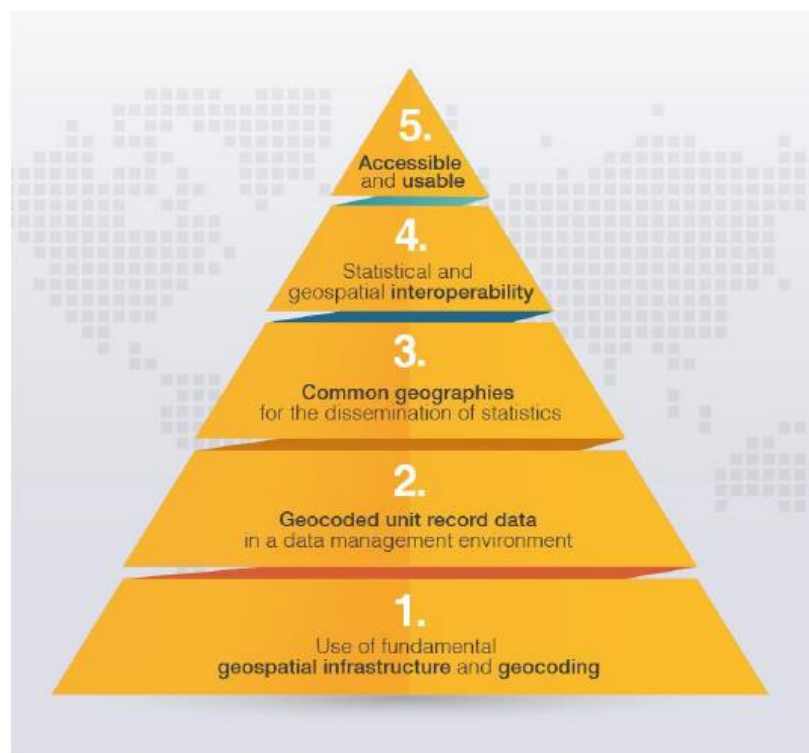 5.
Accessible
and usable
4.
Statistical and
geospatial interoperability
3.
Common geographies
for the dissemination of statistics
2.
Geocoded unit record data
in a data management environment
1.
Use of fundamental
geospatial infrastructure and geocoding